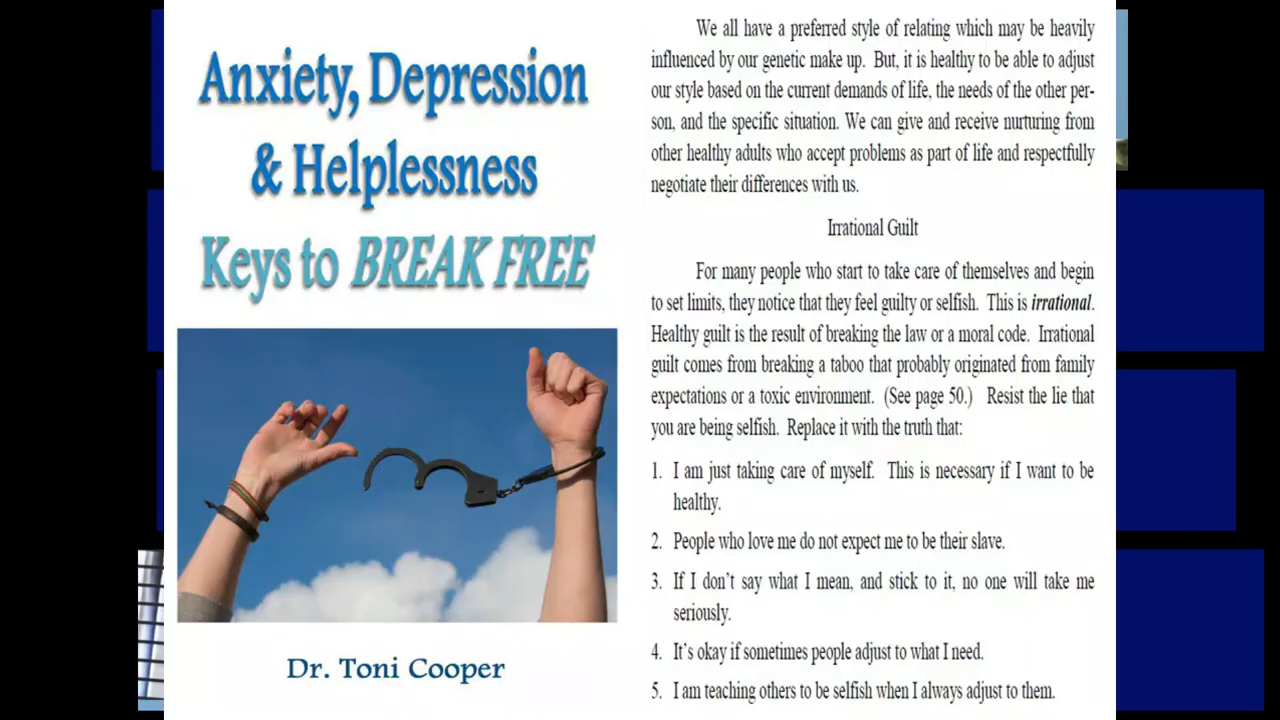 Anxiety, Depression
& Helplessness
Keys to BREAK FREE
Dr. Toni Cooper
We all have a preferred style of relating which may be heavily
influenced by our genetic make up. But, it is healthy to be able to adjust
our style based on the current demands of life, the needs of the other per-
son, and the specific situation. We can give and receive nurturing from
other healthy adults who accept problems as part of life and respectfully
negotiate their differences with us.
Irrational Guilt
For many people who start to take care of themselves and begin
to set limits, they notice that they feel guilty or selfish. This is irrational.
Healthy guilt is the result of breaking the law or a moral code. Irrational
guilt comes from breaking a taboo that probably originated from family
expectations or a toxic environment. (See page 50.) Resist the lie that
you are being selfish. Replace it with the truth that:
1. I am just taking care of myself. This is necessary if I want to be
healthy.
2. People who love me do not expect me to be their slave.
3. If I don't say what I mean, and stick to it, no one will take me
seriously.
4. It's okay if sometimes people adjust to what I need.
5. I am teaching others to be selfish when I always adjust to them.